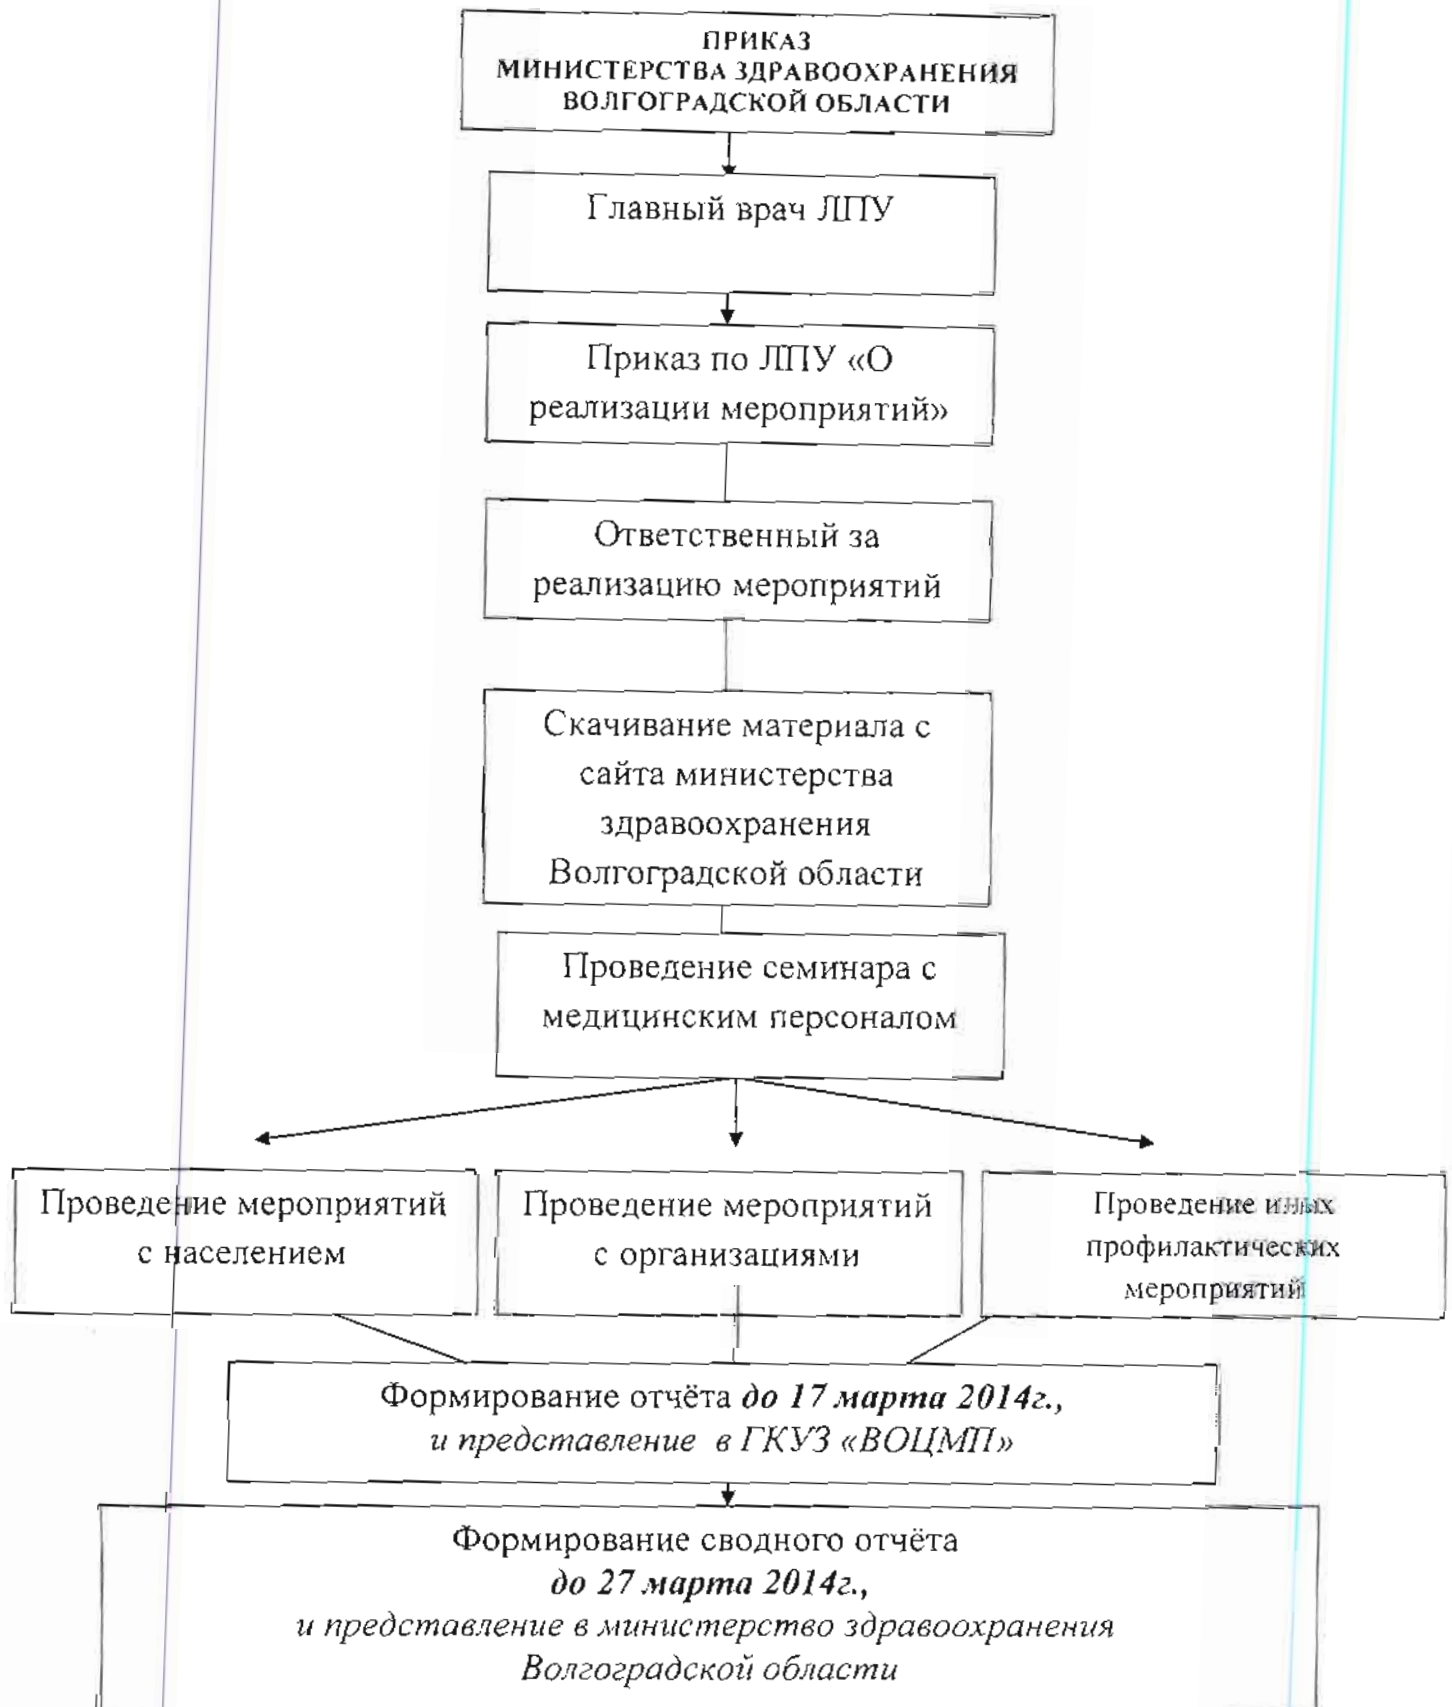 ПРИКАЗ
МИНИСТЕРСТВА ЗДРАВООХРАНЕНИЯ
ВОЛГОГРАДСКОЙ ОБЛАСТИ
Главный врач ЛПУ
Приказ по ЛПУ «О
реализации мероприятий»
Ответственный за
реализацию мероприятий
Скачивание материала с
сайта министерства
здравоохранения
Волгоградской области
Проведение семинара с
медицинским персоналом
Проведение мероприятий
с населением
Проведение мероприятий
с организациями
Проведение иных
профилактических
мероприятий
Формирование отчёта до 17 марта 2014г.,
и представление в ГКУЗ «ВОЦМП»
Формирование сводного отчёта
до 27 марта 2014г.,
и представление в министерство здравоохранения
Волгоградской области